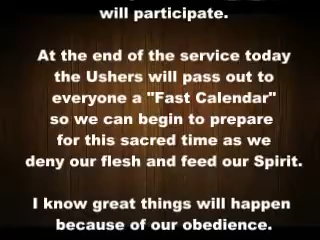 will participate.
At the end of the service today
the Ushers will pass out to
everyone a "Fast Calendar"
so we can begin to prepare
for this sacred time as we
deny our flesh and feed our Spirit.
I know great things will happen
because of our obedience.